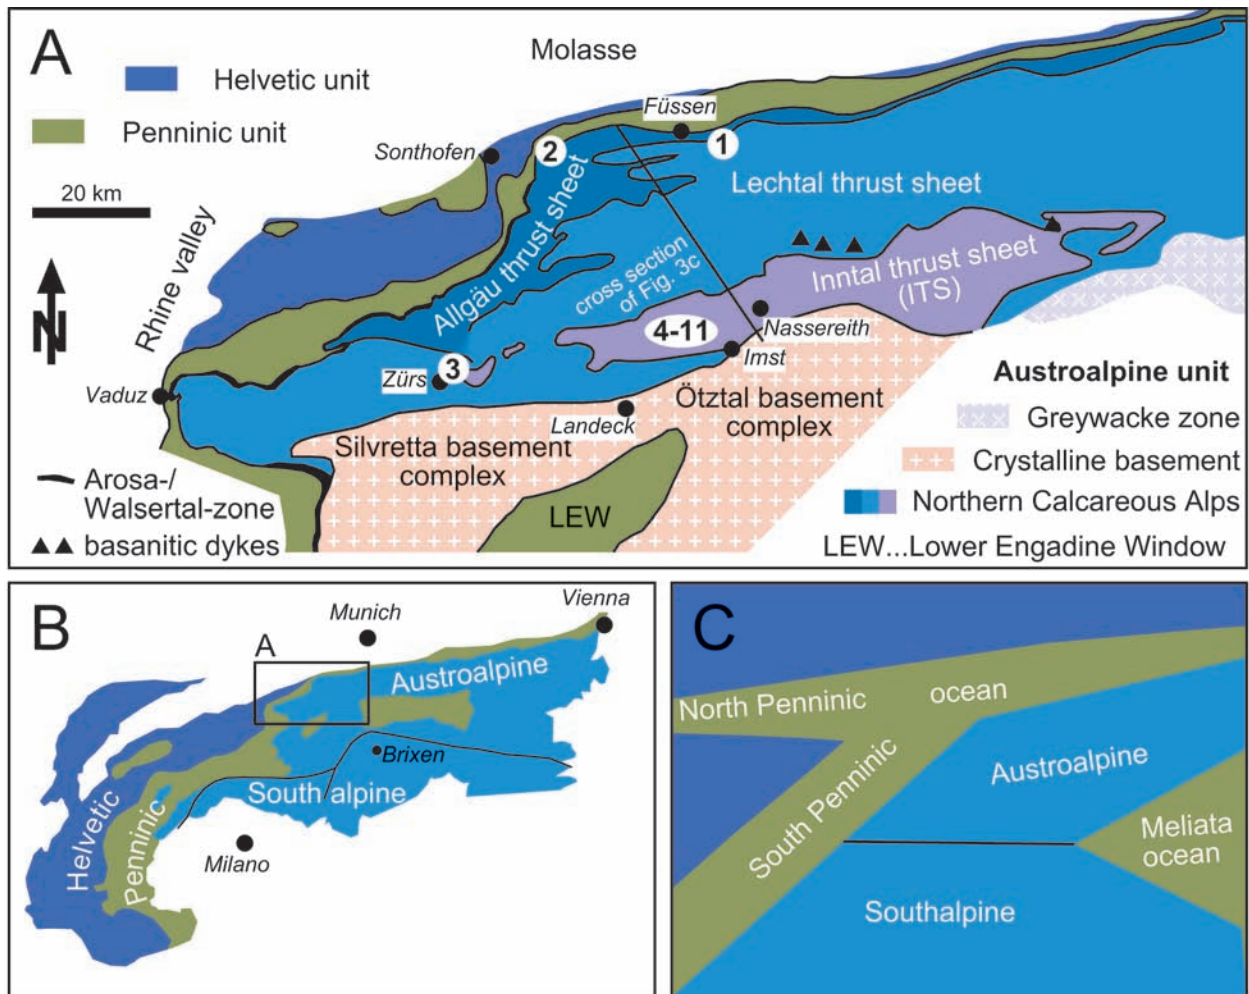 A
Molasse
Helvetic unit
Penninic unit
Füssen
Sonthofen
2
1
20 km
Lechtal thrust sheet
Rhine valley
Allgäu thrust sheet
cross section
of Fig. 3c
Inntal thrust sheet
(ITS)
N
4-11
Nassereith
Imst
3
Zürs
Vaduz
Landeck
Ötztal basement
complex
Silvretta basement
complex
LEW
Austroalpine unit
Greywacke zone
Crystalline basement
Northern Calcareous Alps
LEW...Lower Engadine Window
Arosa-/
Walsertal-zone
basanitic dykes
B
Munich
Vienna
A
Austroalpine
Brixen
South alpine
Helvetic
Penninic
Milano
C
North Penninic ocean
South Penninic
Austroalpine
Meliata
ocean
Southalpine